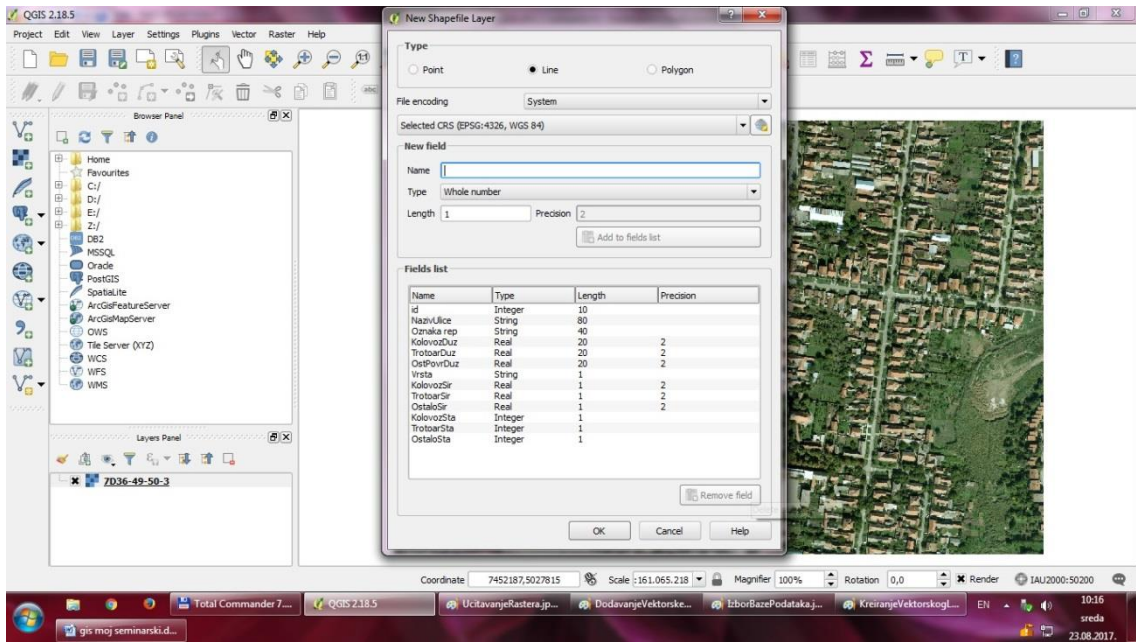 QGIS 2.18.5
Project Edit View Layer Settings Plugins Vector Raster Help
Browser Panel
Home
Favourites
C:/
D:/
E:/
Z:/
DB2
MSSQL
Oracle
PostGIS
SpatiaLite
ArcGisFeatureServer
ArcGisMapServer
OWS
Tile Server (XYZ)
WCS
WFS
WMS
Layers Panel
7D36-49-50-3
New Shapefile Layer
Type
Point Line Polygon
File encoding System
Selected CRS (EPSG:4326, WGS 84)
New field
Name
Type Whole number
Length 1 Precision 2
Add to fields list
Fields list
Name Type Length Precision
id Integer 10
NazivUlice String 80
Oznaka rep String 40
KolovozDuz Real 20 2
TrotoarDuz Real 20 2
OstPovrDuz Real 20 2
Vrsta String 1
KolovozSir Real 1 2
TrotoarSir Real 1 2
OstaloSir Real 1 2
KolovozSta Integer 1
TrotoarSta Integer 1
OstaloSta Integer 1
Remove field
OK Cancel Help
Coordinate 7452187,5027815 Scale :161.065.218 Magnifier 100% Rotation 0,0 Render IAU2000:50200
Total Commander 7.... QGIS 2.18.5 UcitavanjeRastera.jp... DodavanjeVektorske... IzborBazePodataka.j... KreiranjeVektorskogL... EN 10:16
sreda
gis moj seminarski.d... 23.08.2017.